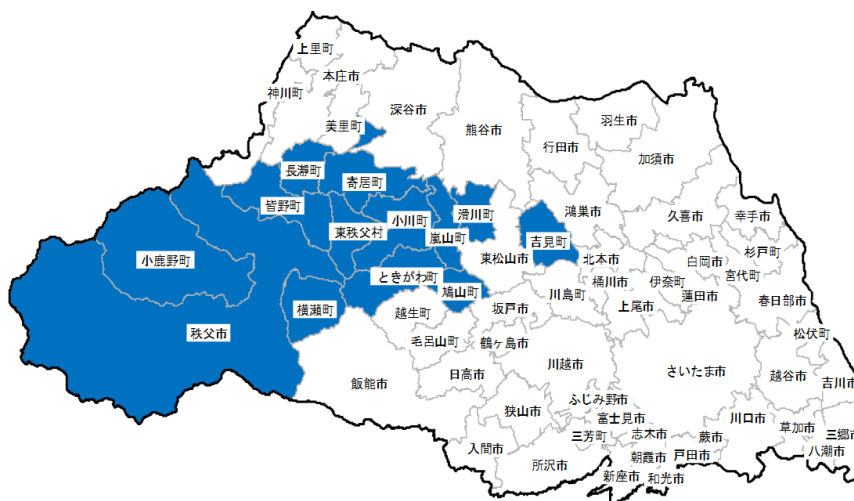 上里町
本庄市
神川町
深谷市
美里町
熊谷市
羽生市
行田市
加須市
長瀞町
寄居町
皆野町
小川町
滑川町
鴻巣市
久喜市
幸手市
東秩父村
嵐山町
吉見町
小鹿野町
東松山市
北本市
白岡市
杉戸町
ときがわ町
桶川市
伊奈町
宮代町
鳩山町
川島町
蓮田市
春日部市
横瀬町
越生町
坂戸市
上尾市
秩父市
松伏町
毛呂山町
鶴ヶ島市
川越市
さいたま市
越谷市
吉川市
飯能市
日高市
ふじみ野市
狭山市
富士見市
川口市
三芳町
志木市
蕨市
草加市
三郷市
入間市
所沢市
朝霞市
戸田市
八潮市
新座市
和光市